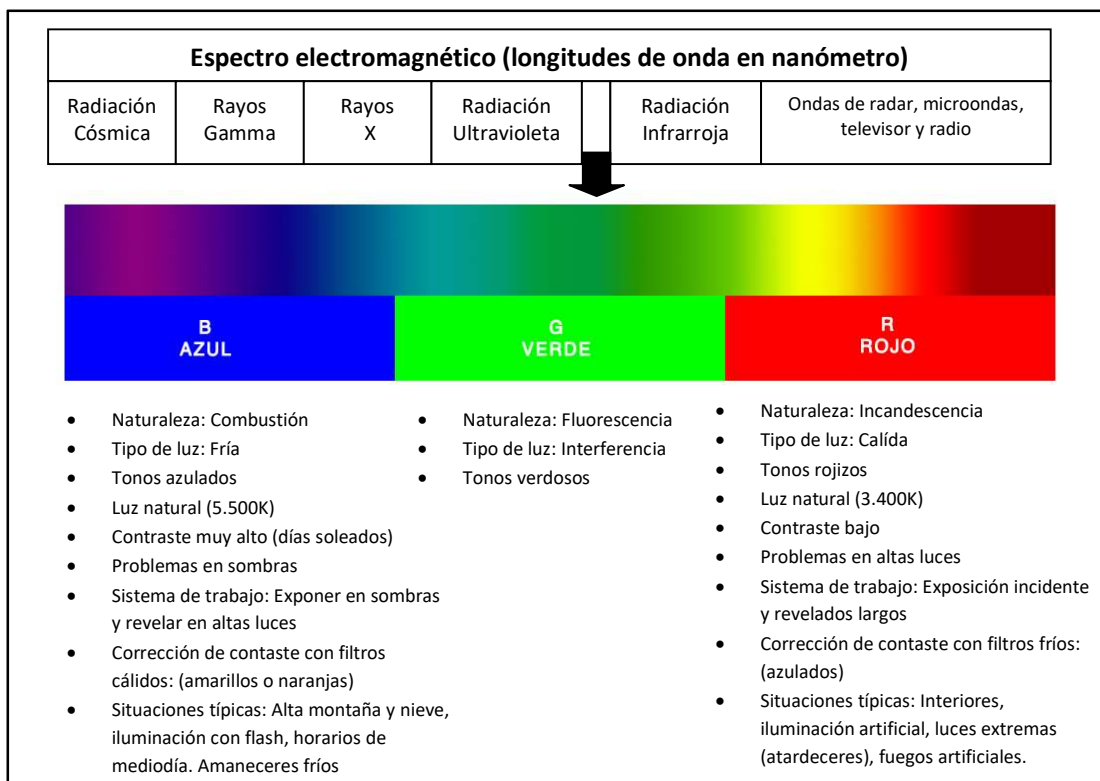 Espectro electromagnético (longitudes de onda en nanómetro)
Radiación
Cósmica
Rayos
Gamma
Rayos
X
Radiación
Ultravioleta
Radiación
Infrarroja
Ondas de radar, microondas,
televisor y radio
B
AZUL
G
VERDE
R
ROJO
• Naturaleza: Combustión
• Tipo de luz: Fría
• Tonos azulados
• Luz natural (5.500K)
• Contraste muy alto (días soleados)
• Problemas en sombras
• Sistema de trabajo: Exponer en sombras
y revelar en altas luces
• Corrección de contaste con filtros
cálidos: (amarillos o naranjas)
• Situaciones típicas: Alta montaña y nieve,
iluminación con flash, horarios de
mediodía. Amaneceres fríos
• Naturaleza: Fluorescencia
• Tipo de luz: Interferencia
• Tonos verdosos
• Naturaleza: Incandescencia
• Tipo de luz: Calída
• Tonos rojizos
• Luz natural (3.400K)
• Contraste bajo
• Problemas en altas luces
• Sistema de trabajo: Exposición incidente
y revelados largos
• Corrección de contaste con filtros fríos:
(azulados)
• Situaciones típicas: Interiores,
iluminación artificial, luces extremas
(atardeceres), fuegos artificiales.